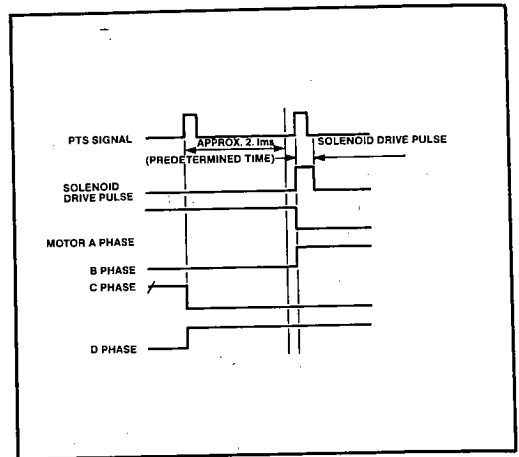 PTS SIGNAL
APPROX. 2.1ms
SOLENOID DRIVE PULSE
(PREDETERMINED TIME)
SOLENOID
DRIVE PULSE
MOTOR A PHASE
B PHASE
C PHASE
D PHASE